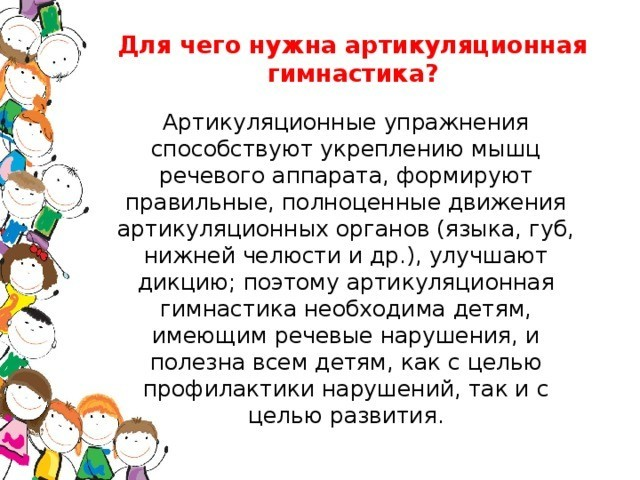 Для чего нужна артикуляционная
гимнастика?
Артикуляционные упражнения
способствуют укреплению мышц
речевого аппарата, формируют
правильные, полноценные движения
артикуляционных органов (языка, губ,
нижней челюсти и др.), улучшают
дикцию; поэтому артикуляционная
гимнастика необходима детям,
имеющим речевые нарушения, и
полезна всем детям, как с целью
профилактики нарушений, так и с
целью развития.